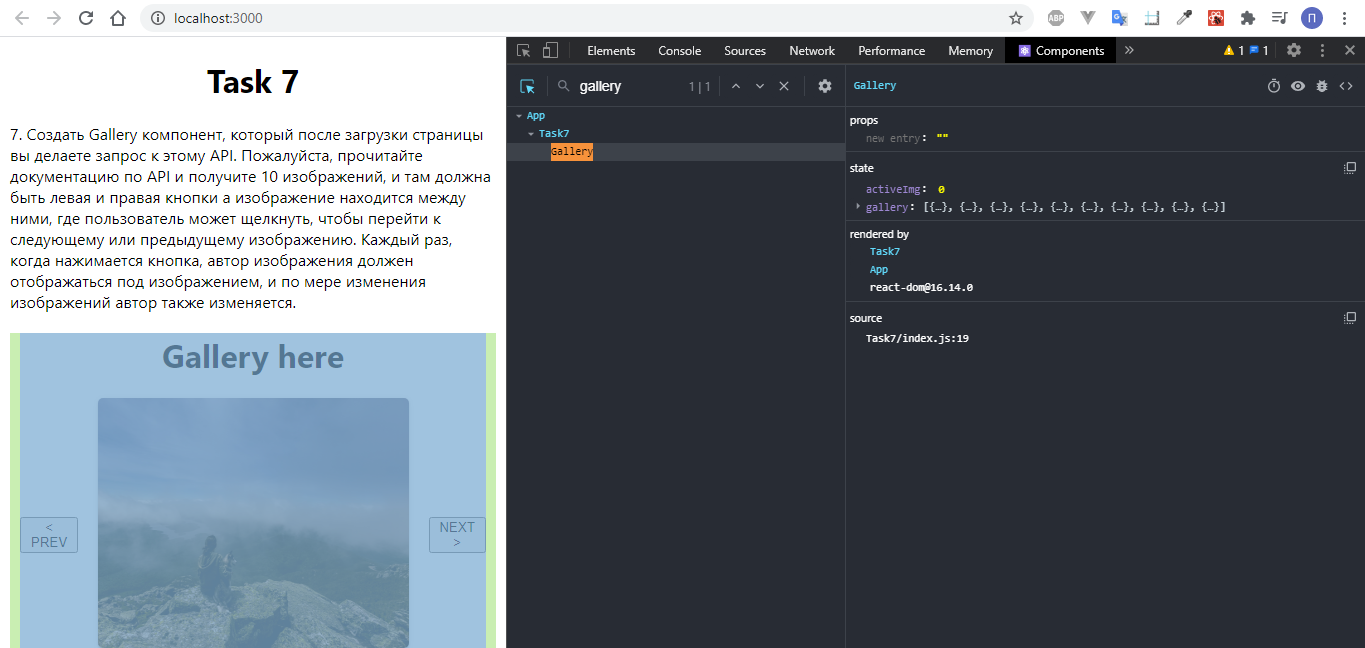 localhost:3000
ABP
П
Elements Console Sources Network Performance Memory Components » 1 1
gallery 1 | 1
Gallery
App
Task7
Gallery
props
new entry: ""
state
activeImg: 0
gallery: [{…}, {…}, {…}, {…}, {…}, {…}, {…}, {…}, {…}, {…}]
rendered by
Task7
App
react-dom@16.14.0
source
Task7/index.js:19
Task 7
7. Создать Gallery компонент, который после загрузки страницы
вы делаете запрос к этому API. Пожалуйста, прочитайте
документацию по API и получите 10 изображений, и там должна
быть левая и правая кнопки а изображение находится между
ними, где пользователь может щелкнуть, чтобы перейти к
следующему или предыдущему изображению. Каждый раз,
когда нажимается кнопка, автор изображения должен
отображаться под изображением, и по мере изменения
изображений автор также изменяется.
Gallery here
<
PREV
NEXT
>